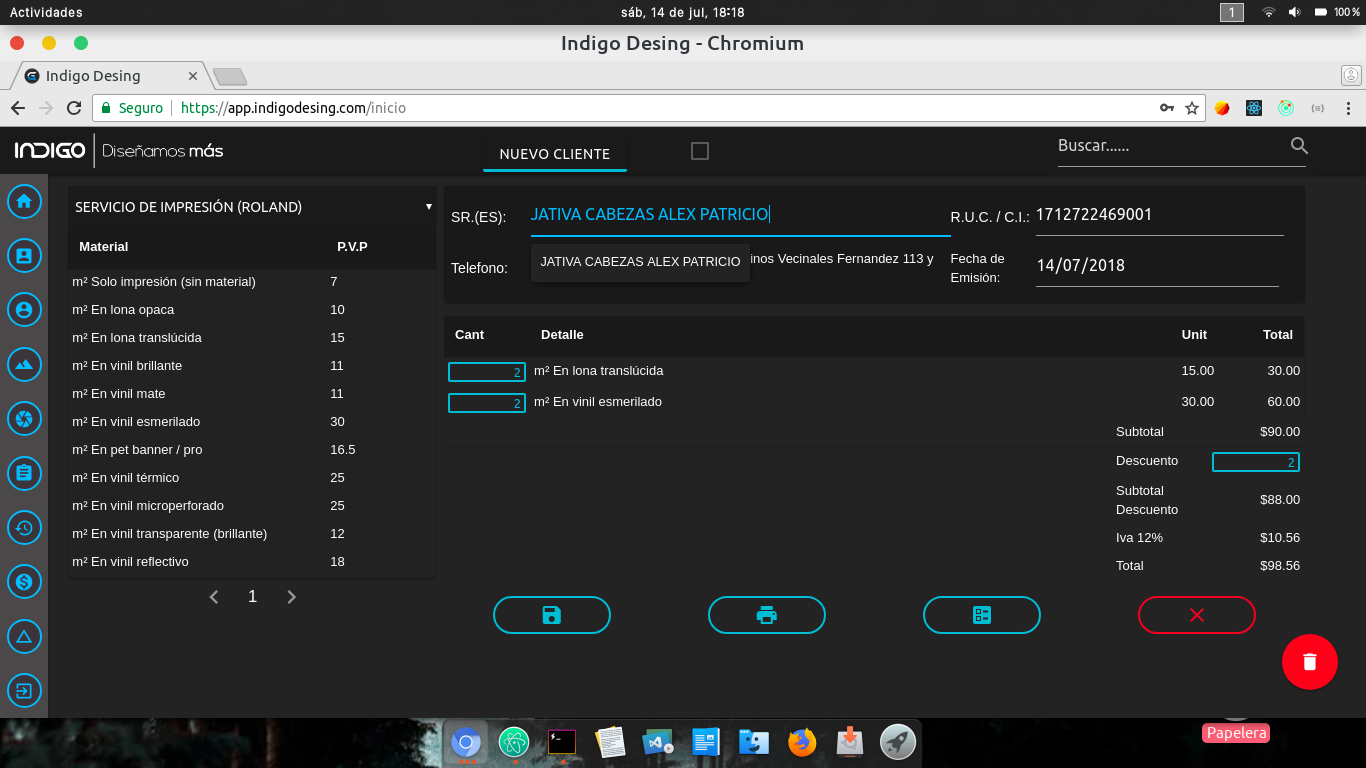 Actividades
sáb, 14 de jul, 18:18
1
100 %
Indigo Desing - Chromium
Indigo Desing
Seguro
https://app.indigodesing.com/inicio
INDIGO
Diseñamos más
NUEVO CLIENTE
Buscar......
SERVICIO DE IMPRESIÓN (ROLAND)
Material P.V.P
m² Solo impresión (sin material) 7
m² En lona opaca 10
m² En lona translúcida 15
m² En vinil brillante 11
m² En vinil mate 11
m² En vinil esmerilado 30
m² En pet banner / pro 16.5
m² En vinil térmico 25
m² En vinil microperforado 25
m² En vinil transparente (brillante) 12
m² En vinil reflectivo 18
1
SR.(ES): JATIVA CABEZAS ALEX PATRICIO
R.U.C. / C.I.: 1712722469001
JATIVA CABEZAS ALEX PATRICIO
Telefono:
inos Vecinales Fernandez 113 y
Fecha de
Emisión:
14/07/2018
Cant Detalle Unit Total
2 m² En lona translúcida 15.00 30.00
2 m² En vinil esmerilado 30.00 60.00
Subtotal $90.00
Descuento 2
Subtotal
Descuento
$88.00
Iva 12% $10.56
Total $98.56
Papelera